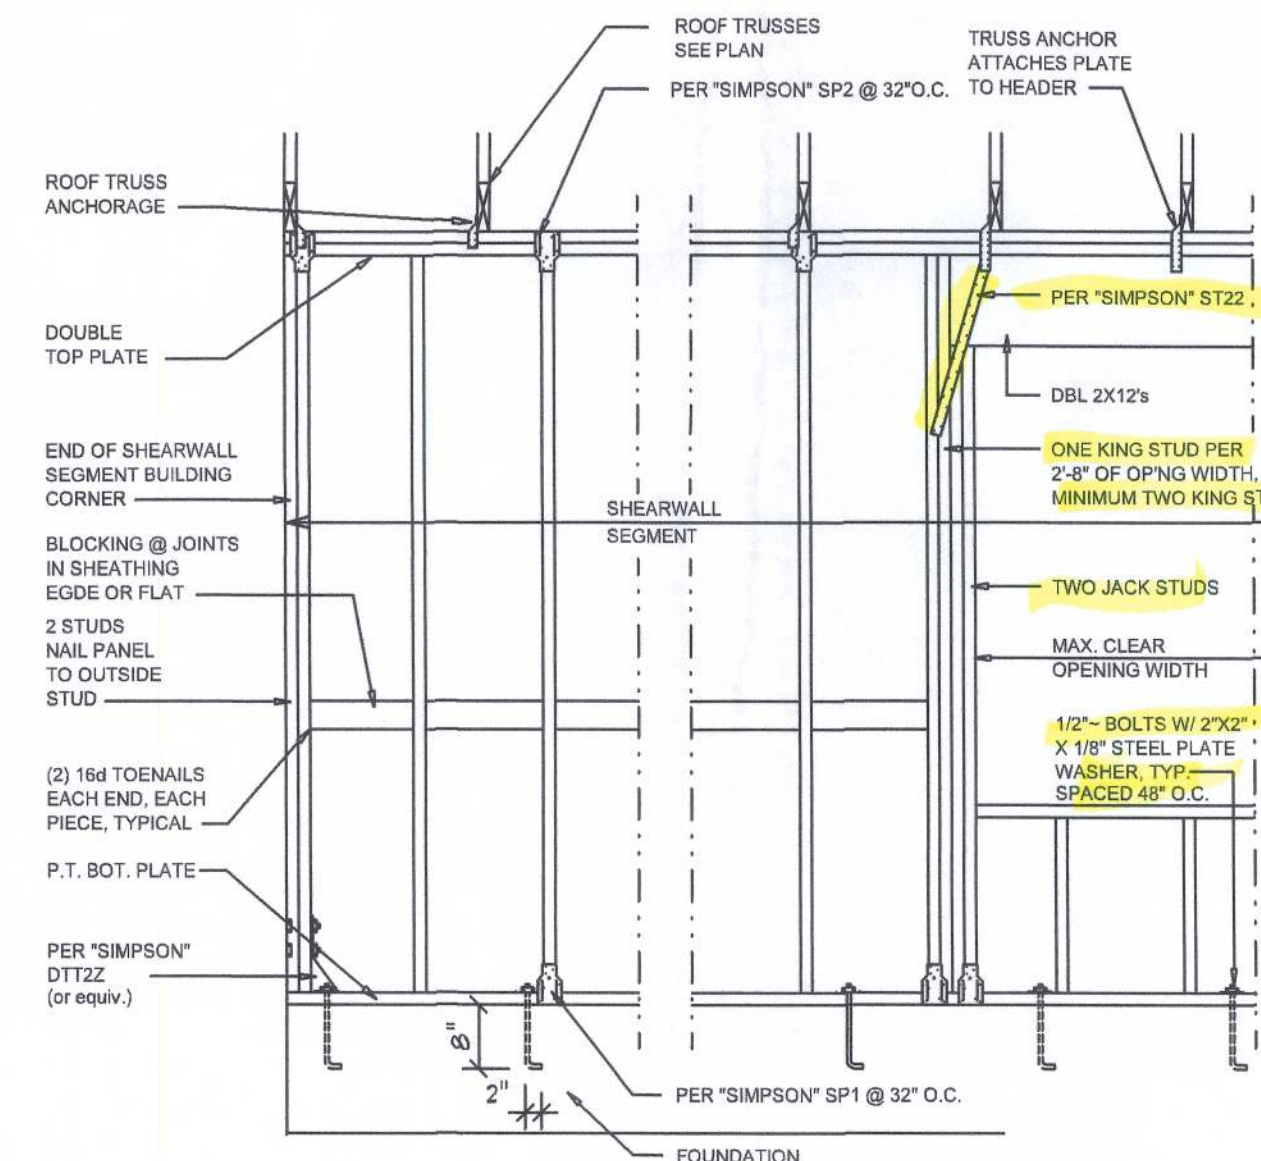 ROOF TRUSSES
SEE PLAN
PER "SIMPSON" SP2 @ 32"O.C.
TRUSS ANCHOR
ATTACHES PLATE
TO HEADER
ROOF TRUSS
ANCHORAGE
DOUBLE
TOP PLATE
END OF SHEARWALL
SEGMENT BUILDING
CORNER
BLOCKING @ JOINTS
IN SHEATHING
EGDE OR FLAT
2 STUDS
NAIL PANEL
TO OUTSIDE
STUD
(2) 16d TOENAILS
EACH END, EACH
PIECE, TYPICAL
P.T. BOT. PLATE
PER "SIMPSON"
DTT2Z
(or equiv.)
SHEARWALL
SEGMENT
PER "SIMPSON" ST22
DBL 2X12's
ONE KING STUD PER
2'-8" OF OP'NG WIDTH,
MINIMUM TWO KING ST
TWO JACK STUDS
MAX. CLEAR
OPENING WIDTH
1/2"~ BOLTS W/ 2"X2"
X 1/8" STEEL PLATE
WASHER, TYP.
SPACED 48" O.C.
8"
2"
PER "SIMPSON" SP1 @ 32" O.C.
FOUNDATION